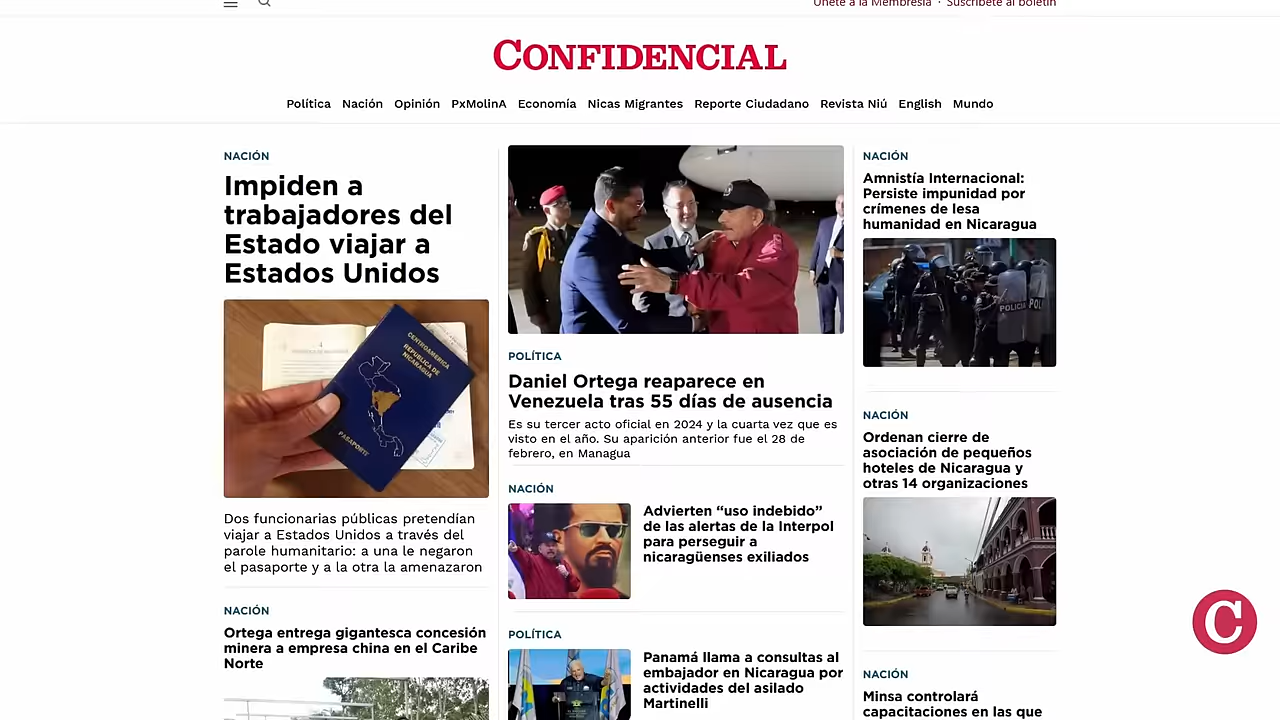 Únete a la Membresía · Suscríbete al boletín
CONFIDENCIAL
Política Nación Opinión PxMolinA Economía Nicas Migrantes Reporte Ciudadano Revista Niú English Mundo
NACIÓN
Impiden a
trabajadores del
Estado viajar a
Estados Unidos
CENTROAMERICA
REPUBLICA DE
NICARAGUA
PASAPORTE
Dos funcionarias públicas pretendían
viajar a Estados Unidos a través del
parole humanitario: a una le negaron
el pasaporte y a la otra la amenazaron
NACIÓN
Ortega entrega gigantesca concesión
minera a empresa china en el Caribe
Norte
POLÍTICA
Daniel Ortega reaparece en
Venezuela tras 55 días de ausencia
Es su tercer acto oficial en 2024 y la cuarta vez que es
visto en el año. Su aparición anterior fue el 28 de
febrero, en Managua
NACIÓN
Advierten “uso indebido”
de las alertas de la Interpol
para perseguir a
nicaragüenses exiliados
POLÍTICA
Panamá llama a consultas al
embajador en Nicaragua por
actividades del asilado
Martinelli
NACIÓN
Amnistía Internacional:
Persiste impunidad por
crímenes de lesa
humanidad en Nicaragua
POLICIA POL
NACIÓN
Ordenan cierre de
asociación de pequeños
hoteles de Nicaragua y
otras 14 organizaciones
C
NACIÓN
Minsa controlará
capacitaciones en las que